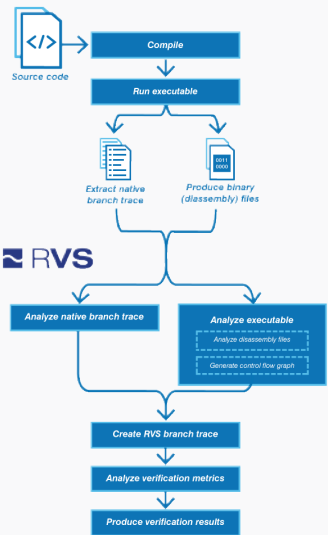 </>
Source code
Compile
Run executable
0011
0000
Extract native
branch trace
Produce binary
(diassembly) files
RVS
Analyze native branch trace
Analyze executable
Analyze disassembly files
Generate control flow graph
Create RVS branch trace
Analyze verification metrics
Produce verification results